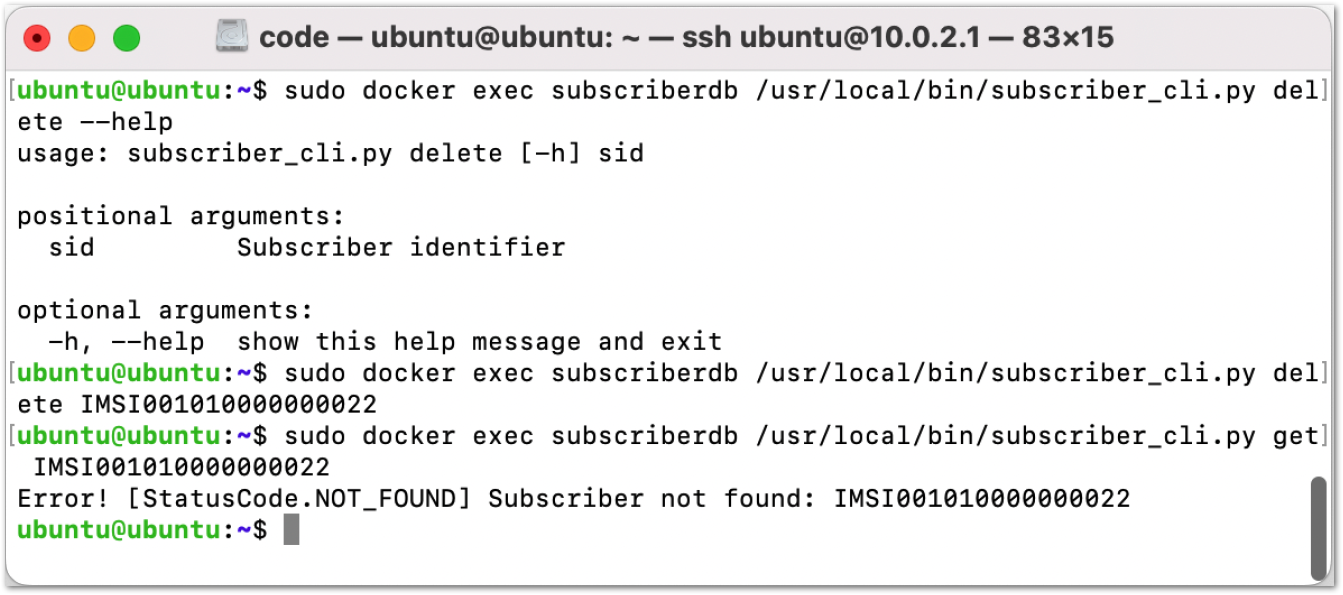 code — ubuntu@ubuntu: ~ — ssh ubuntu@10.0.2.1 — 83×15
[ubuntu@ubuntu:~$ sudo docker exec subscriberdb /usr/local/bin/subscriber_cli.py del]
ete --help
usage: subscriber_cli.py delete [-h] sid
positional arguments:
  sid         Subscriber identifier
optional arguments:
  -h, --help  show this help message and exit
[ubuntu@ubuntu:~$ sudo docker exec subscriberdb /usr/local/bin/subscriber_cli.py del]
ete IMSI001010000000022
[ubuntu@ubuntu:~$ sudo docker exec subscriberdb /usr/local/bin/subscriber_cli.py get]
 IMSI001010000000022
Error! [StatusCode.NOT_FOUND] Subscriber not found: IMSI001010000000022
ubuntu@ubuntu:~$